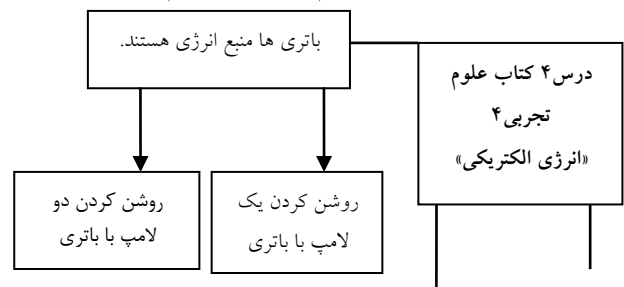 باتری ها منبع انرژی هستند.
درس۴ کتاب علوم
تجربی۴
«انرژی الکتریکی»
روشن کردن یک
لامپ با باتری
روشن کردن دو
لامپ با باتری